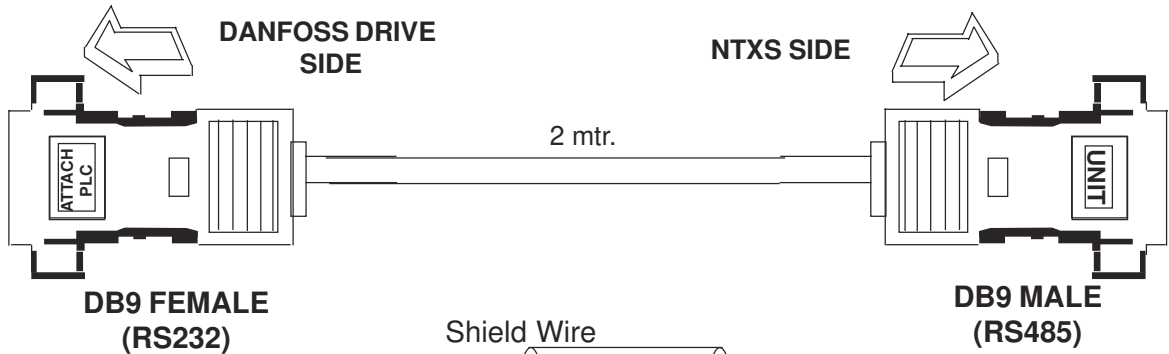 DANFOSS DRIVE
SIDE
NTXS SIDE
2 mtr.
ATTACH
PLC
UNIT
DB9 FEMALE
(RS232)
DB9 MALE
(RS485)
Shield Wire